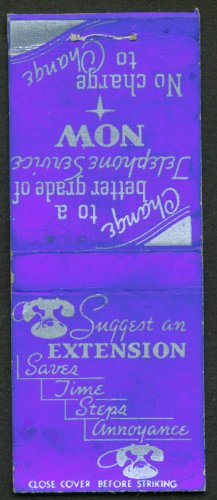 Change
to a
better grade of
Telephone Service
NOW
No charge
to Change
Suggest an
EXTENSION
Saves
Time
Steps
Annoyance
CLOSE COVER BEFORE STRIKING